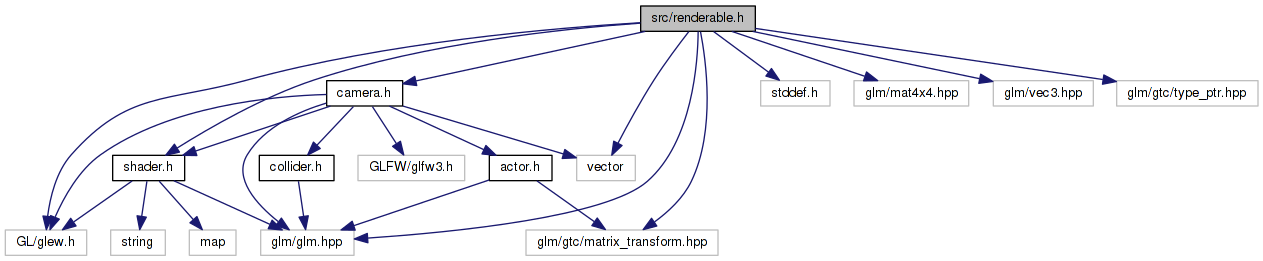 src/renderable.h
camera.h
stddef.h
glm/mat4x4.hpp
glm/vec3.hpp
glm/gtc/type_ptr.hpp
shader.h
collider.h
GLFW/glfw3.h
actor.h
vector
GL/glew.h
string
map
glm/glm.hpp
glm/gtc/matrix_transform.hpp